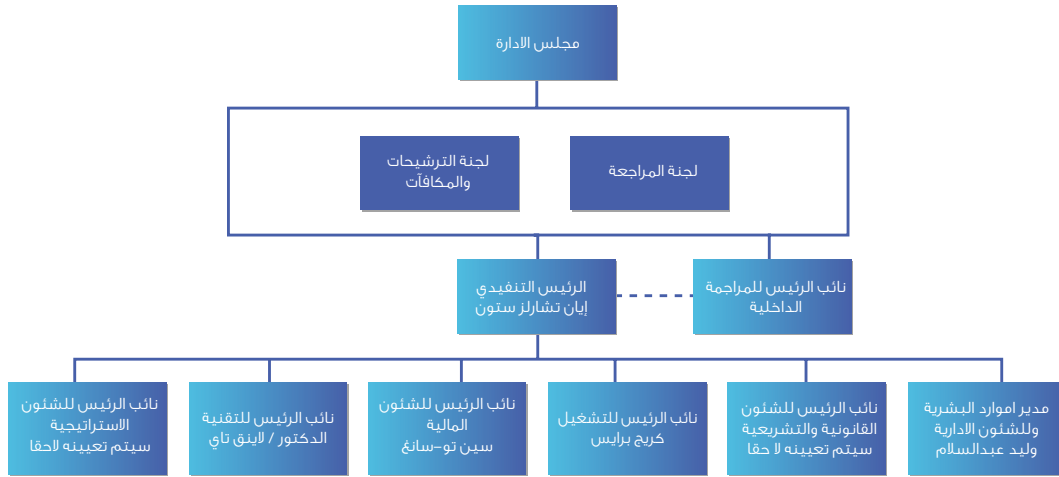 مجلس الادارة
لجنة المراجعة
لجنة الترشيحات
والمكافآت
نائب الرئيس للمراجمة
الداخلية
الرئيس التنفيدي
إيان تشارلز ستون
مدير اموارد البشرية
وللشئون الادارية
وليد عبدالسلام
نائب الرئيس للشئون
القانونية والتشريعية
سيتم تعيينه لا حقا
نائب الرئيس للتشغيل
كريج برايس
نائب الرئيس للشئون
المالية
سين تو-سانغ
نائب الرئيس للتقنية
الدكتور / لاينق تاي
نائب الرئيس للشئون
الاستراتيجية
سيتم تعيينه لاحقا